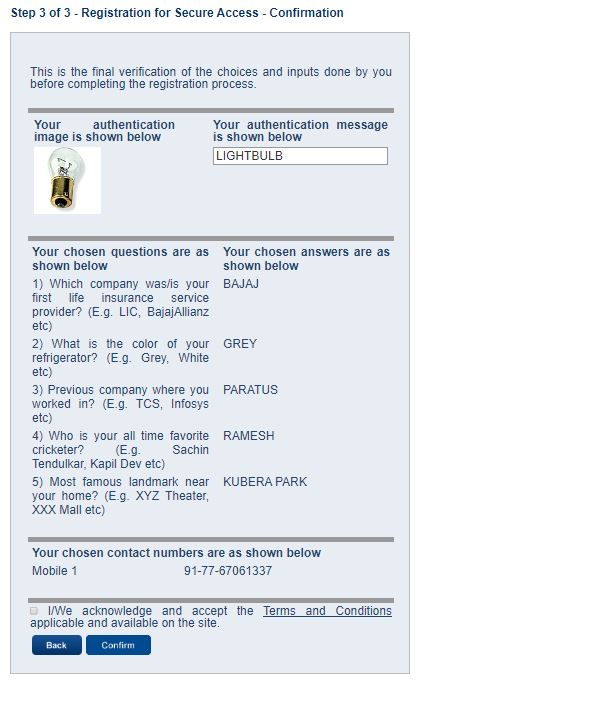 Step 3 of 3 - Registration for Secure Access - Confirmation
This is the final verification of the choices and inputs done by you
before completing the registration process.
Your authentication
image is shown below
Your authentication message
is shown below
LIGHTBULB
Your chosen questions are as
shown below
Your chosen answers are as
shown below
1) Which company was/is your
first life insurance service
provider? (E.g. LIC, BajajAllianz
etc)
BAJAJ
2) What is the color of your
refrigerator? (E.g. Grey, White
etc)
GREY
3) Previous company where you
worked in? (E.g. TCS, Infosys
etc)
PARATUS
4) Who is your all time favorite
cricketer? (E.g. Sachin
Tendulkar, Kapil Dev etc)
RAMESH
5) Most famous landmark near
your home? (E.g. XYZ Theater,
XXX Mall etc)
KUBERA PARK
Your chosen contact numbers are as shown below
Mobile 1 91-77-67061337
I/We acknowledge and accept the Terms and Conditions
applicable and available on the site.
Back Confirm